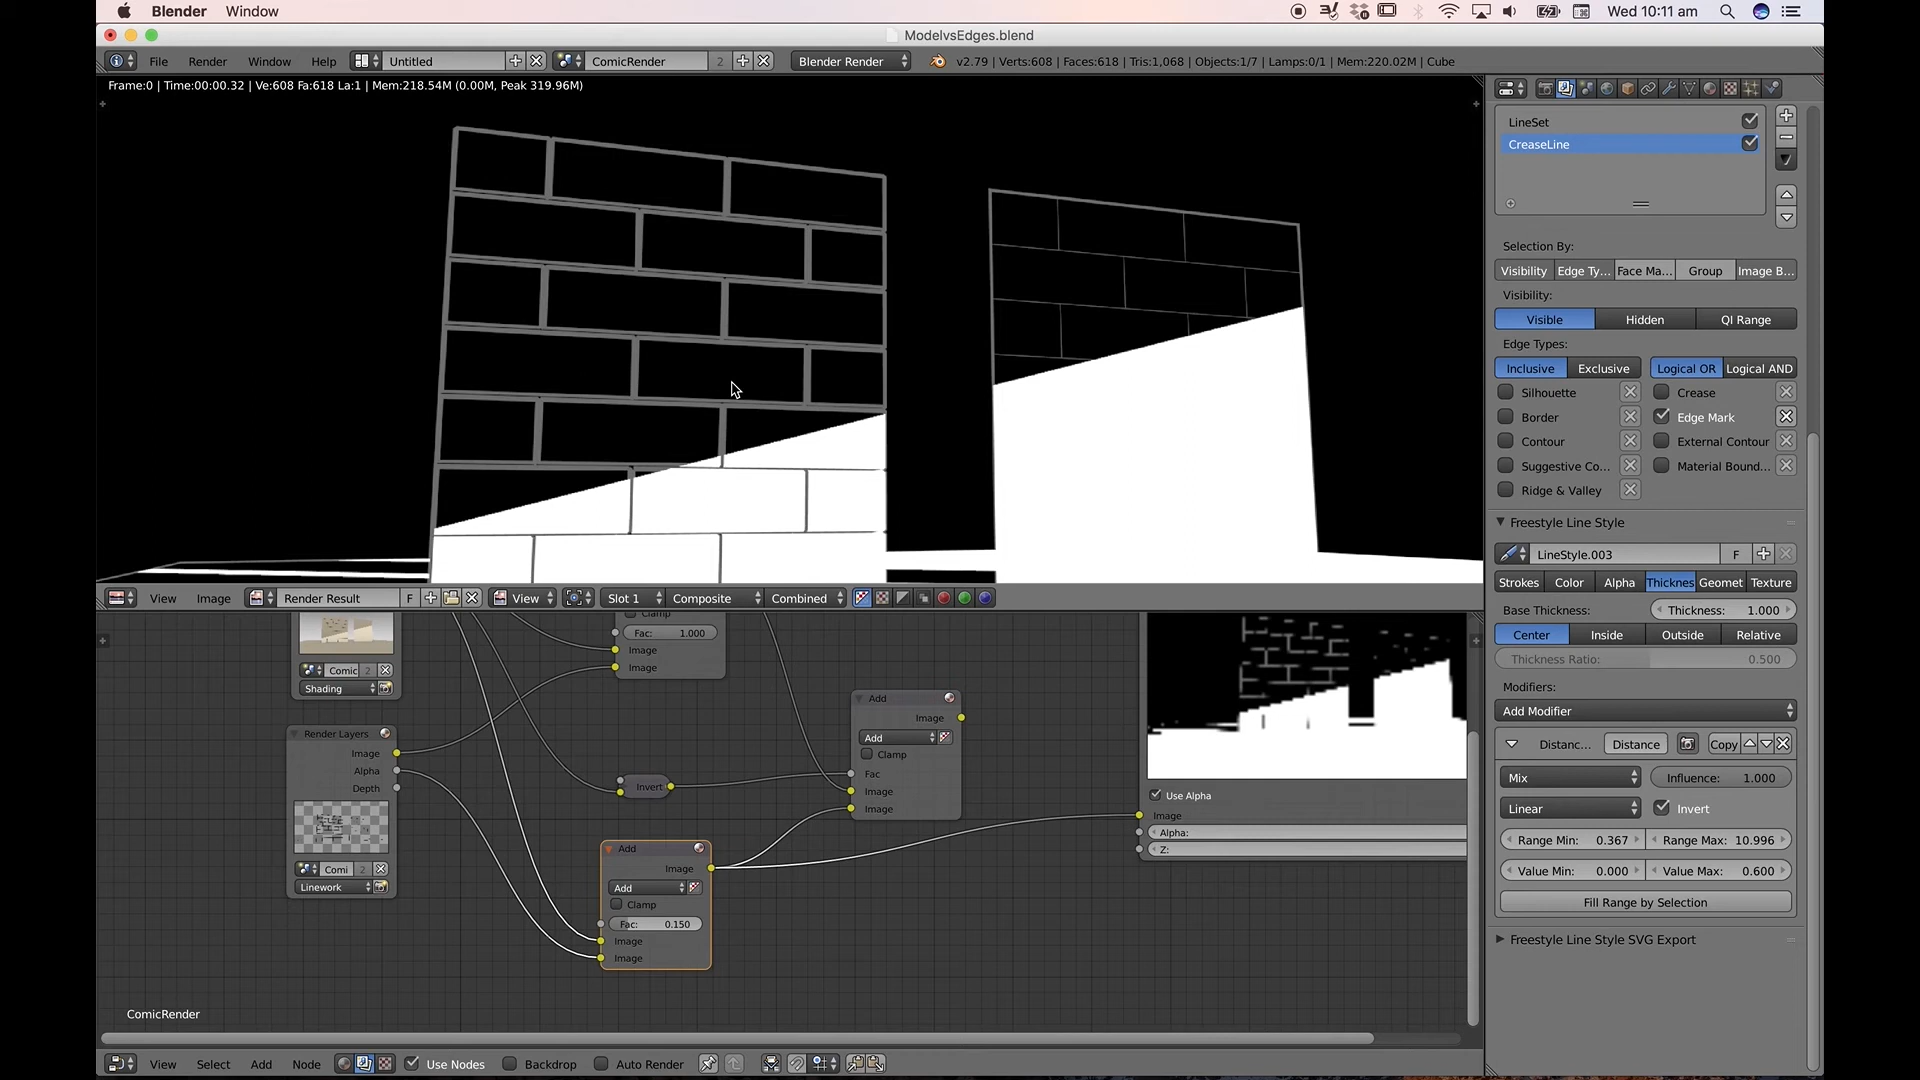 Blender Window Wed 10:11 am
ModelvsEdges.blend
File Render Window Help Untitled ComicRender 2 Blender Render v2.79 | Verts:608 | Faces:618 | Tris:1,068 | Objects:1/7 | Lamps:0/1 | Mem:220.02M | Cube
Frame:0 | Time:00:00.32 | Ve:608 Fa:618 La:1 | Mem:218.54M (0.00M, Peak 319.96M)
LineSet
CreaseLine
Selection By:
Visibility Edge Ty... Face Ma... Group Image B...
Visibility:
Visible Hidden QI Range
Edge Types:
Inclusive Exclusive Logical OR Logical AND
Silhouette Crease
Border Edge Mark
Contour External Contour
Suggestive Co... Material Bound...
Ridge & Valley
Freestyle Line Style
LineStyle.003 F
Strokes Color Alpha Thicknes Geomet Texture
Base Thickness: Thickness: 1.000
Center Inside Outside Relative
Thickness Ratio: 0.500
Modifiers:
Add Modifier
Distanc... Distance Copy
Mix Influence: 1.000
Linear Invert
Range Min: 0.367 Range Max: 10.996
Value Min: 0.000 Value Max: 0.600
Fill Range by Selection
Freestyle Line Style SVG Export
View Image Render Result F View Slot 1 Composite Combined
Clamp
Fac: 1.000
Image
Image
Comic 2
Shading
Render Layers
Image
Alpha
Depth
Comi 2
Linework
Invert
Add
Image
Add
Clamp
Fac
Image
Image
Add
Image
Add
Clamp
Fac: 0.150
Image
Image
Use Alpha
Image
Alpha:
Z:
ComicRender
View Select Add Node Use Nodes Backdrop Auto Render